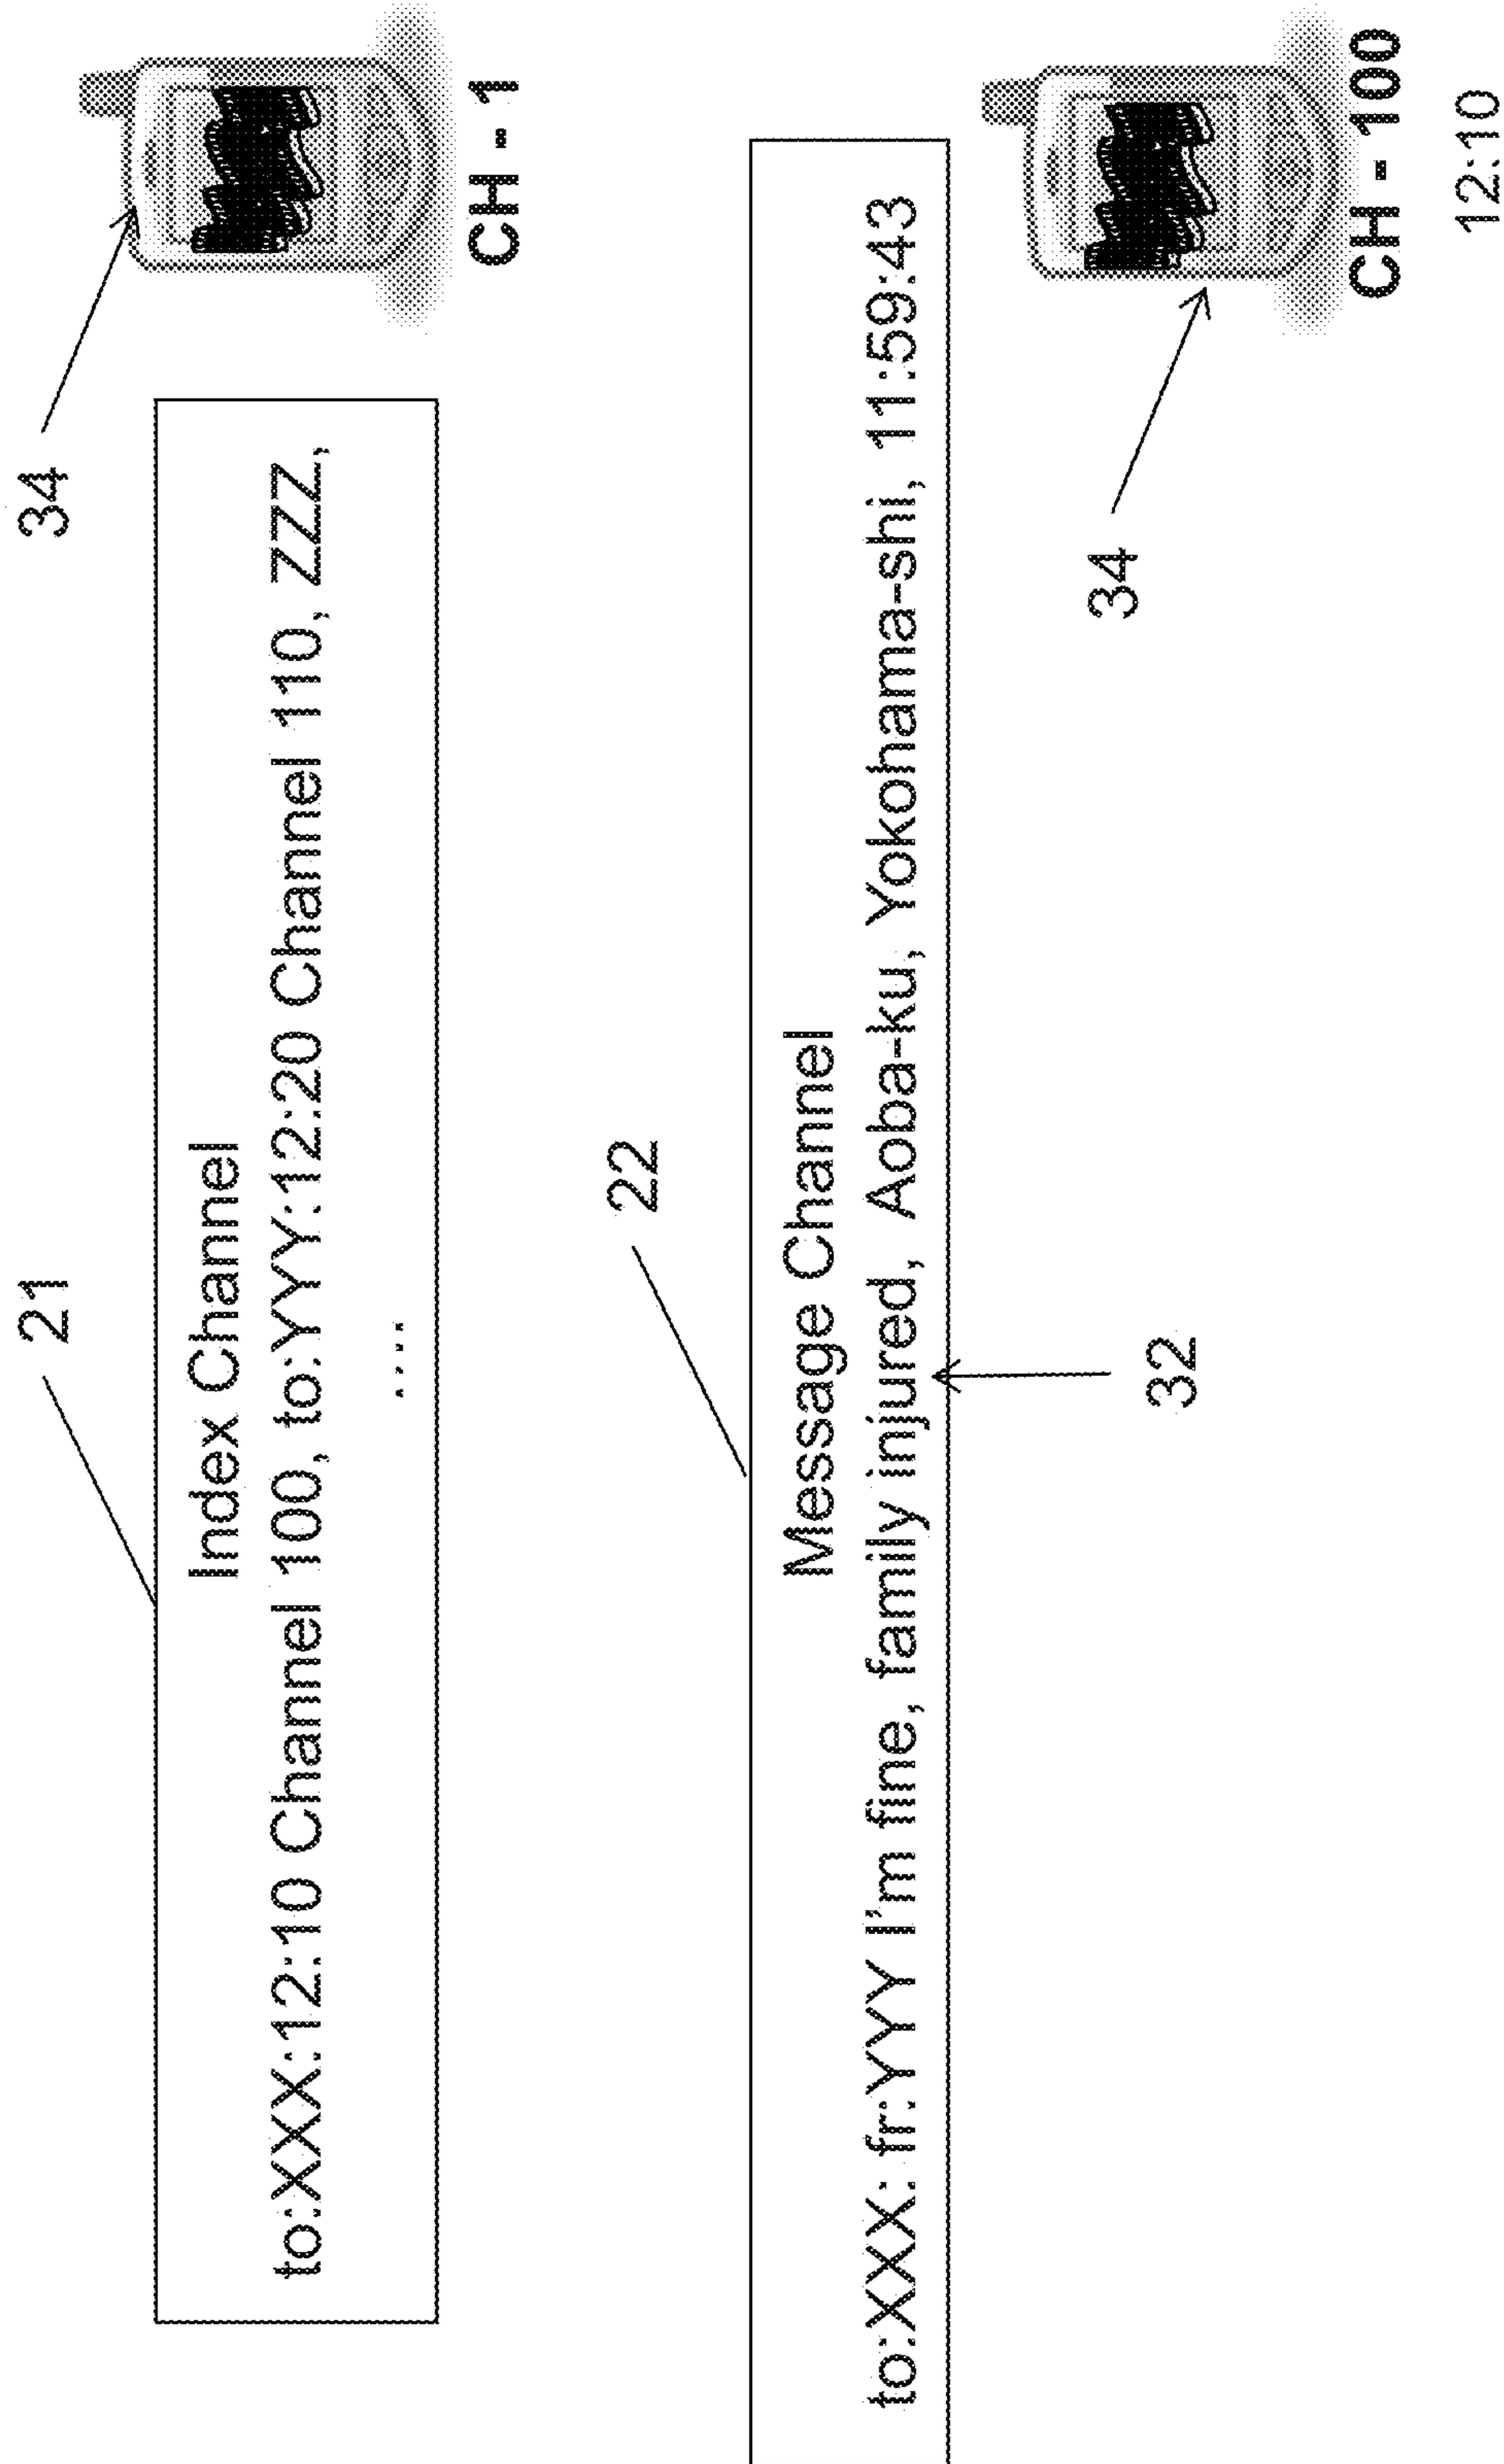 21
34
Index Channel
to:XXX:12:10 Channel 100, to:YYY:12:20 Channel 110, ZZZ,
....
CH - 1
22
Message Channel
to:XXX: fr:YYY I'm fine, family injured, Aoba-ku, Yokohama-shi, 11:59:43
32
34
CH - 100
12:10